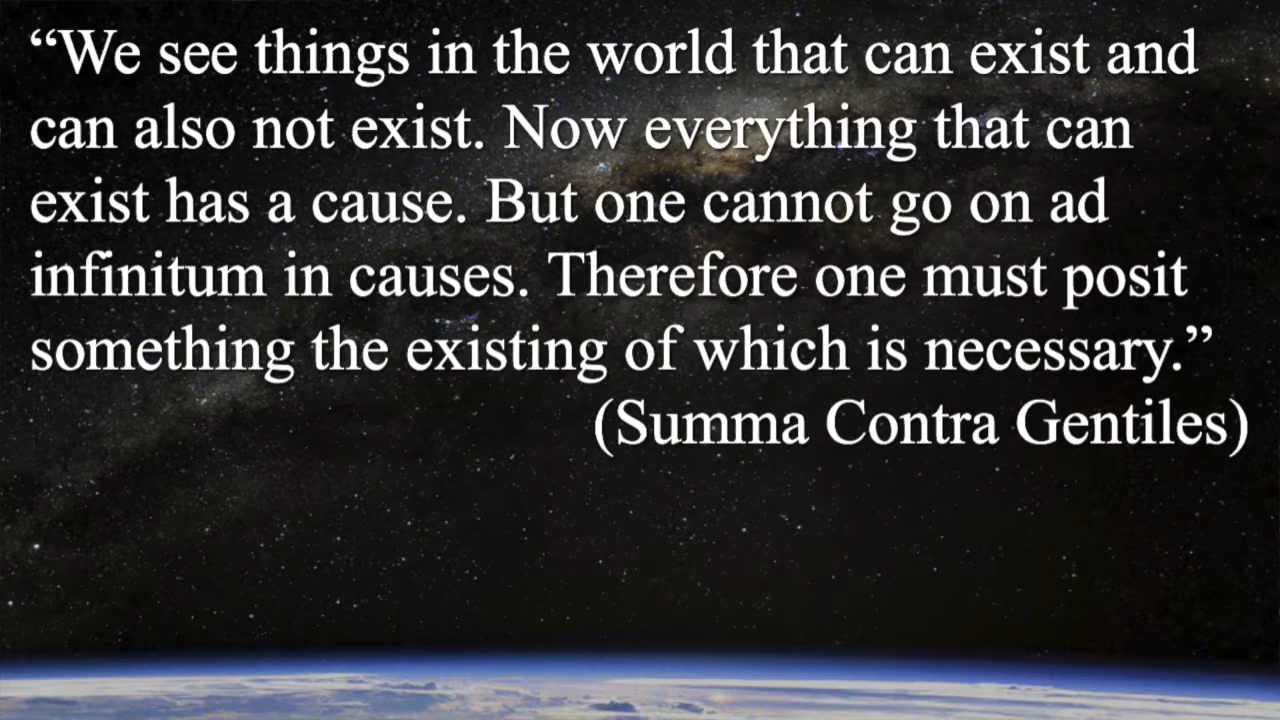 “We see things in the world that can exist and
can also not exist. Now everything that can
exist has a cause. But one cannot go on ad
infinitum in causes. Therefore one must posit
something the existing of which is necessary.”
(Summa Contra Gentiles)